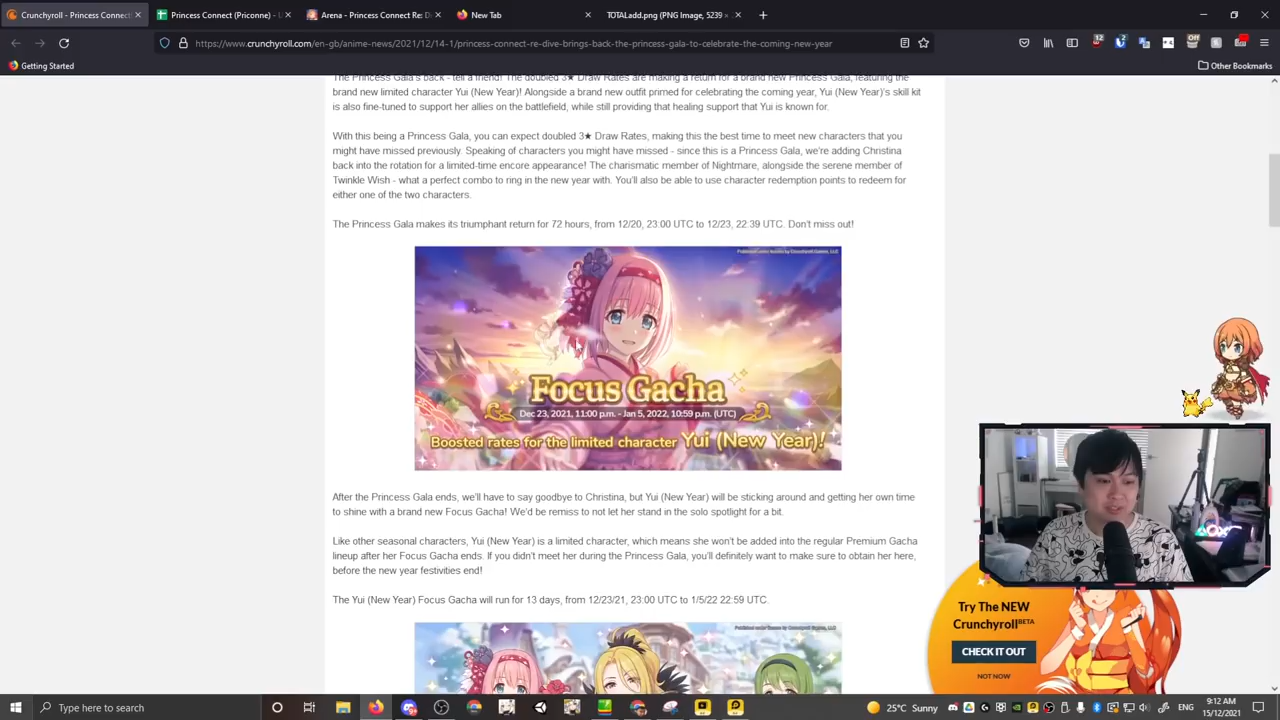 Crunchyroll - Princess Connect!
Princess Connect (Priconne) - U
Arena - Princess Connect Re: D
New Tab
TOTALadd.png (PNG Image, 5239 ×
https://www.crunchyroll.com/en-gb/anime-news/2021/12/14-1/princess-connect-re-dive-brings-back-the-princess-gala-to-celebrate-the-coming-new-year
Getting Started
Other Bookmarks
The Princess Gala's back - tell a friend! The doubled 3★ Draw Rates are making a return for a brand new Princess Gala, featuring the
brand new limited character Yui (New Year)! Alongside a brand new outfit primed for celebrating the coming year, Yui (New Year)'s skill kit
is also fine-tuned to support her allies on the battlefield, while still providing that healing support that Yui is known for.
With this being a Princess Gala, you can expect doubled 3★ Draw Rates, making this the best time to meet new characters that you
might have missed previously. Speaking of characters you might have missed - since this is a Princess Gala, we're adding Christina
back into the rotation for a limited-time encore appearance! The charismatic member of Nightmare, alongside the serene member of
Twinkle Wish - what a perfect combo to ring in the new year with. You'll also be able to use character redemption points to redeem for
either one of the two characters.
The Princess Gala makes its triumphant return for 72 hours, from 12/20, 23:00 UTC to 12/23, 22:39 UTC. Don't miss out!
Focus Gacha
Dec 23, 2021, 11:00 p.m. - Jan 5, 2022, 10:59 p.m. (UTC)
Boosted rates for the limited character Yui (New Year)!
After the Princess Gala ends, we'll have to say goodbye to Christina, but Yui (New Year) will be sticking around and getting her own time
to shine with a brand new Focus Gacha! We'd be remiss to not let her stand in the solo spotlight for a bit.
Like other seasonal characters, Yui (New Year) is a limited character, which means she won't be added into the regular Premium Gacha
lineup after her Focus Gacha ends. If you didn't meet her during the Princess Gala, you'll definitely want to make sure to obtain her here,
before the new year festivities end!
The Yui (New Year) Focus Gacha will run for 13 days, from 12/23/21, 23:00 UTC to 1/5/22 22:59 UTC.
Try The NEW
Crunchyroll BETA
CHECK IT OUT
NOT NOW
Type here to search
25°C Sunny
ENG
9:12 AM
15/12/2021